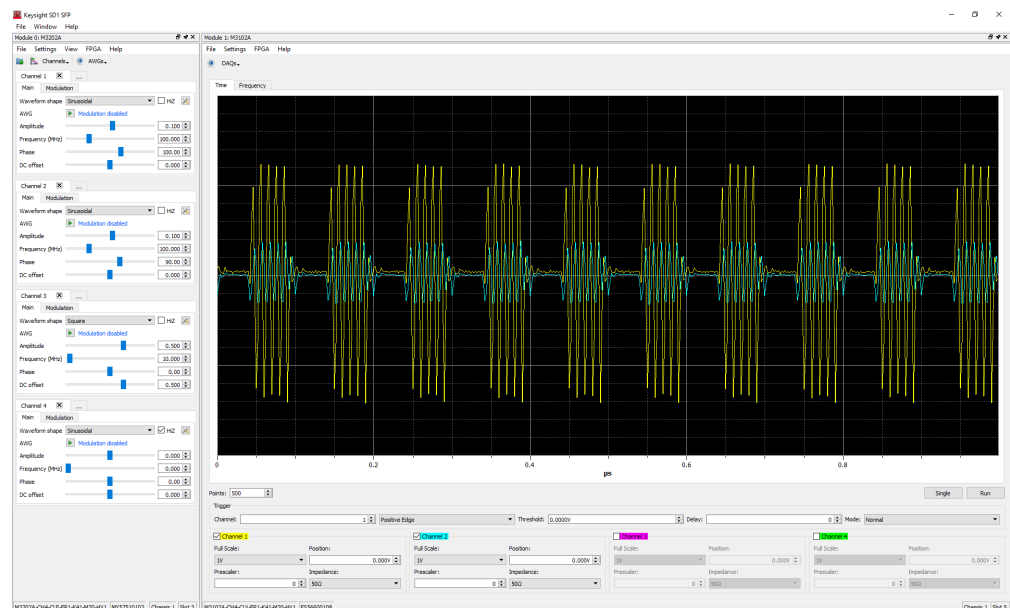 Keysight SD1 SFP
File Window Help
Module 0: M3202A
File Settings View FPGA Help
Channels AWGs
Channel 1 ...
Main Modulation
Waveform shape Sinusoidal HiZ
AWG Modulation disabled
Amplitude 0.100
Frequency (MHz) 100.000
Phase 100.00
DC offset 0.000
Channel 2 ...
Main Modulation
Waveform shape Sinusoidal HiZ
AWG Modulation disabled
Amplitude 0.100
Frequency (MHz) 100.000
Phase 90.00
DC offset 0.000
Channel 3 ...
Main Modulation
Waveform shape Square HiZ
AWG Modulation disabled
Amplitude 0.500
Frequency (MHz) 10.000
Phase 0.00
DC offset 0.500
Channel 4 ...
Main Modulation
Waveform shape Sinusoidal HiZ
AWG Modulation disabled
Amplitude 0.000
Frequency (MHz) 0.000
Phase 0.00
DC offset 0.000
Module 1: M3102A
File Settings FPGA Help
DAQs
Time Frequency
0 0.2 0.4 0.6 0.8
µs
Points: 500 Single Run
Trigger
Channel: 1 Positive Edge Threshold: 0.0000V Delay: 0 Mode: Normal
Channel 1 Channel 2 Channel 3 Channel 4
Full Scale: Position: Full Scale: Position: Full Scale: Position: Full Scale: Position:
1V 0.000V 1V 0.000V 1V 0.000V 1V 0.000V
Prescaler: Impedance: Prescaler: Impedance: Prescaler: Impedance: Prescaler: Impedance:
0 50Ω 0 50Ω 0 50Ω 0 50Ω
Chassis 1 Slot 5